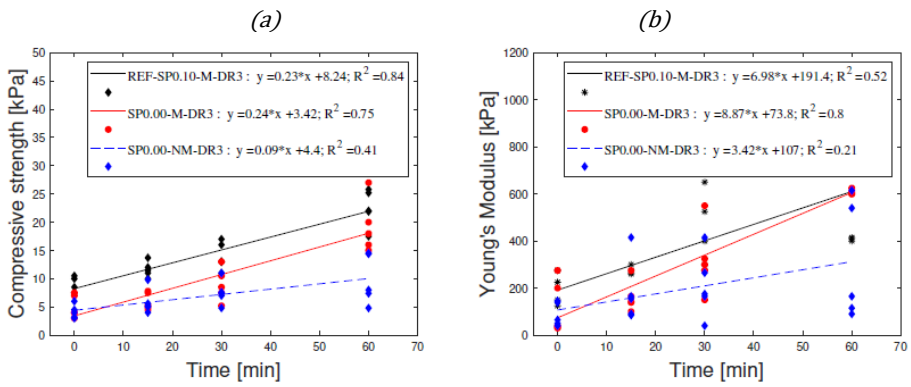 (a)
(b)
50
45
40
35
30
25
20
15
10
5
0
Compressive strength [kPa]
REF-SP0.10-M-DR3 : y =0.23*x +8.24; R² =0.84
SP0.00-M-DR3 : y =0.24*x +3.42; R² =0.75
SP0.00-NM-DR3 : y =0.09*x +4.4; R² =0.41
0 10 20 30 40 50 60 70
Time [min]
1200
1000
800
600
400
200
0
Young's Modulus [kPa]
REF-SP0.10-M-DR3 : y =6.98*x +191.4; R² =0.52
SP0.00-M-DR3 : y =8.87*x +73.8; R² =0.8
SP0.00-NM-DR3 : y =3.42*x +107; R² =0.21
0 10 20 30 40 50 60 70
Time [min]